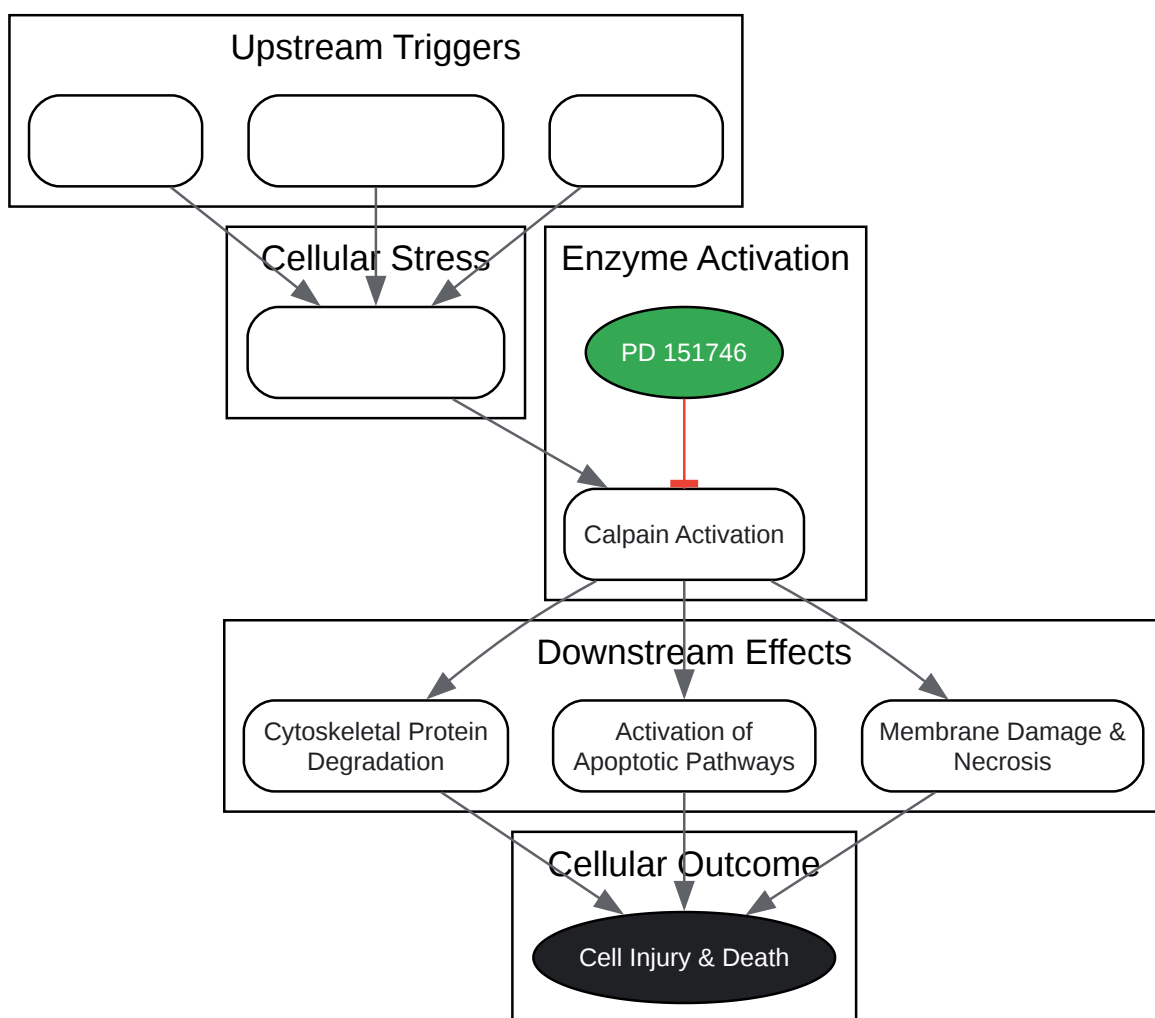 Upstream Triggers
Cellular Stress
Enzyme Activation
PD 151746
Calpain Activation
Downstream Effects
Cytoskeletal Protein
Degradation
Activation of
Apoptotic Pathways
Membrane Damage &
Necrosis
Cellular Outcome
Cell Injury & Death